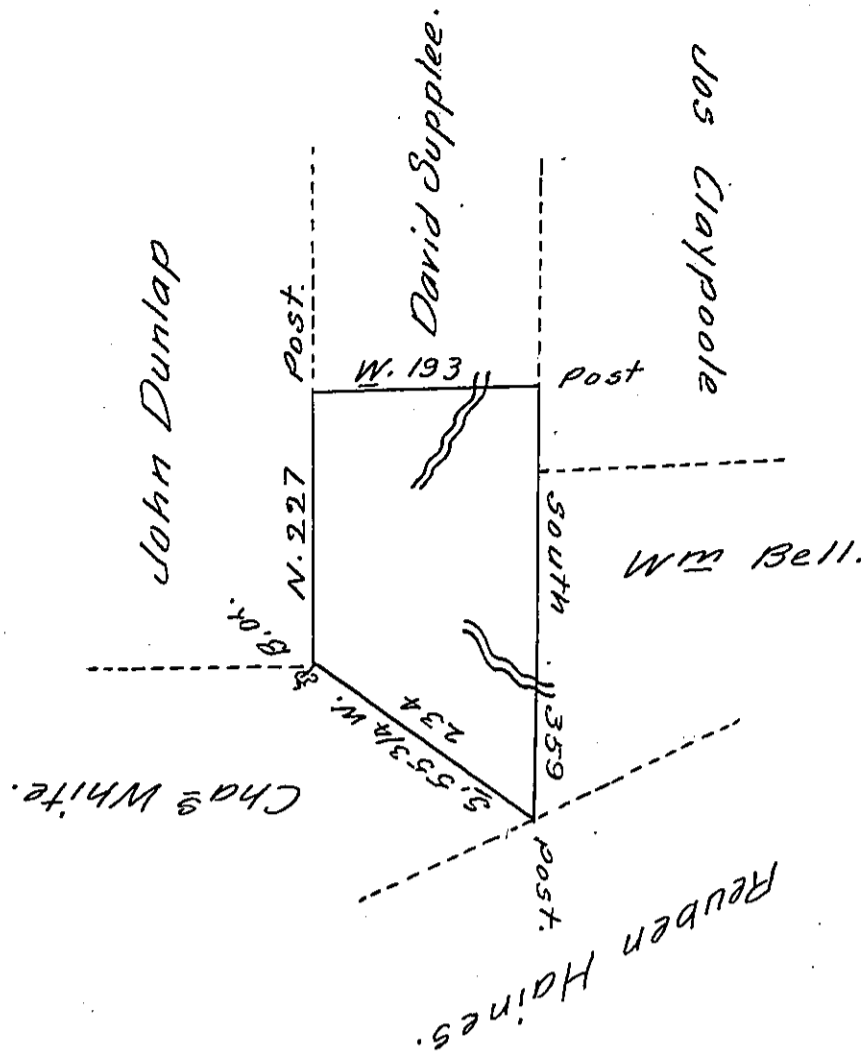 David Supplee.
Jos Claypoole
John Dunlap
Post.
W. 193
Post
N. 227
South 359
Wm Bell.
B. O.
S. 55 3/4 W.
234
Chas White.
Post.
Reuben Haines.